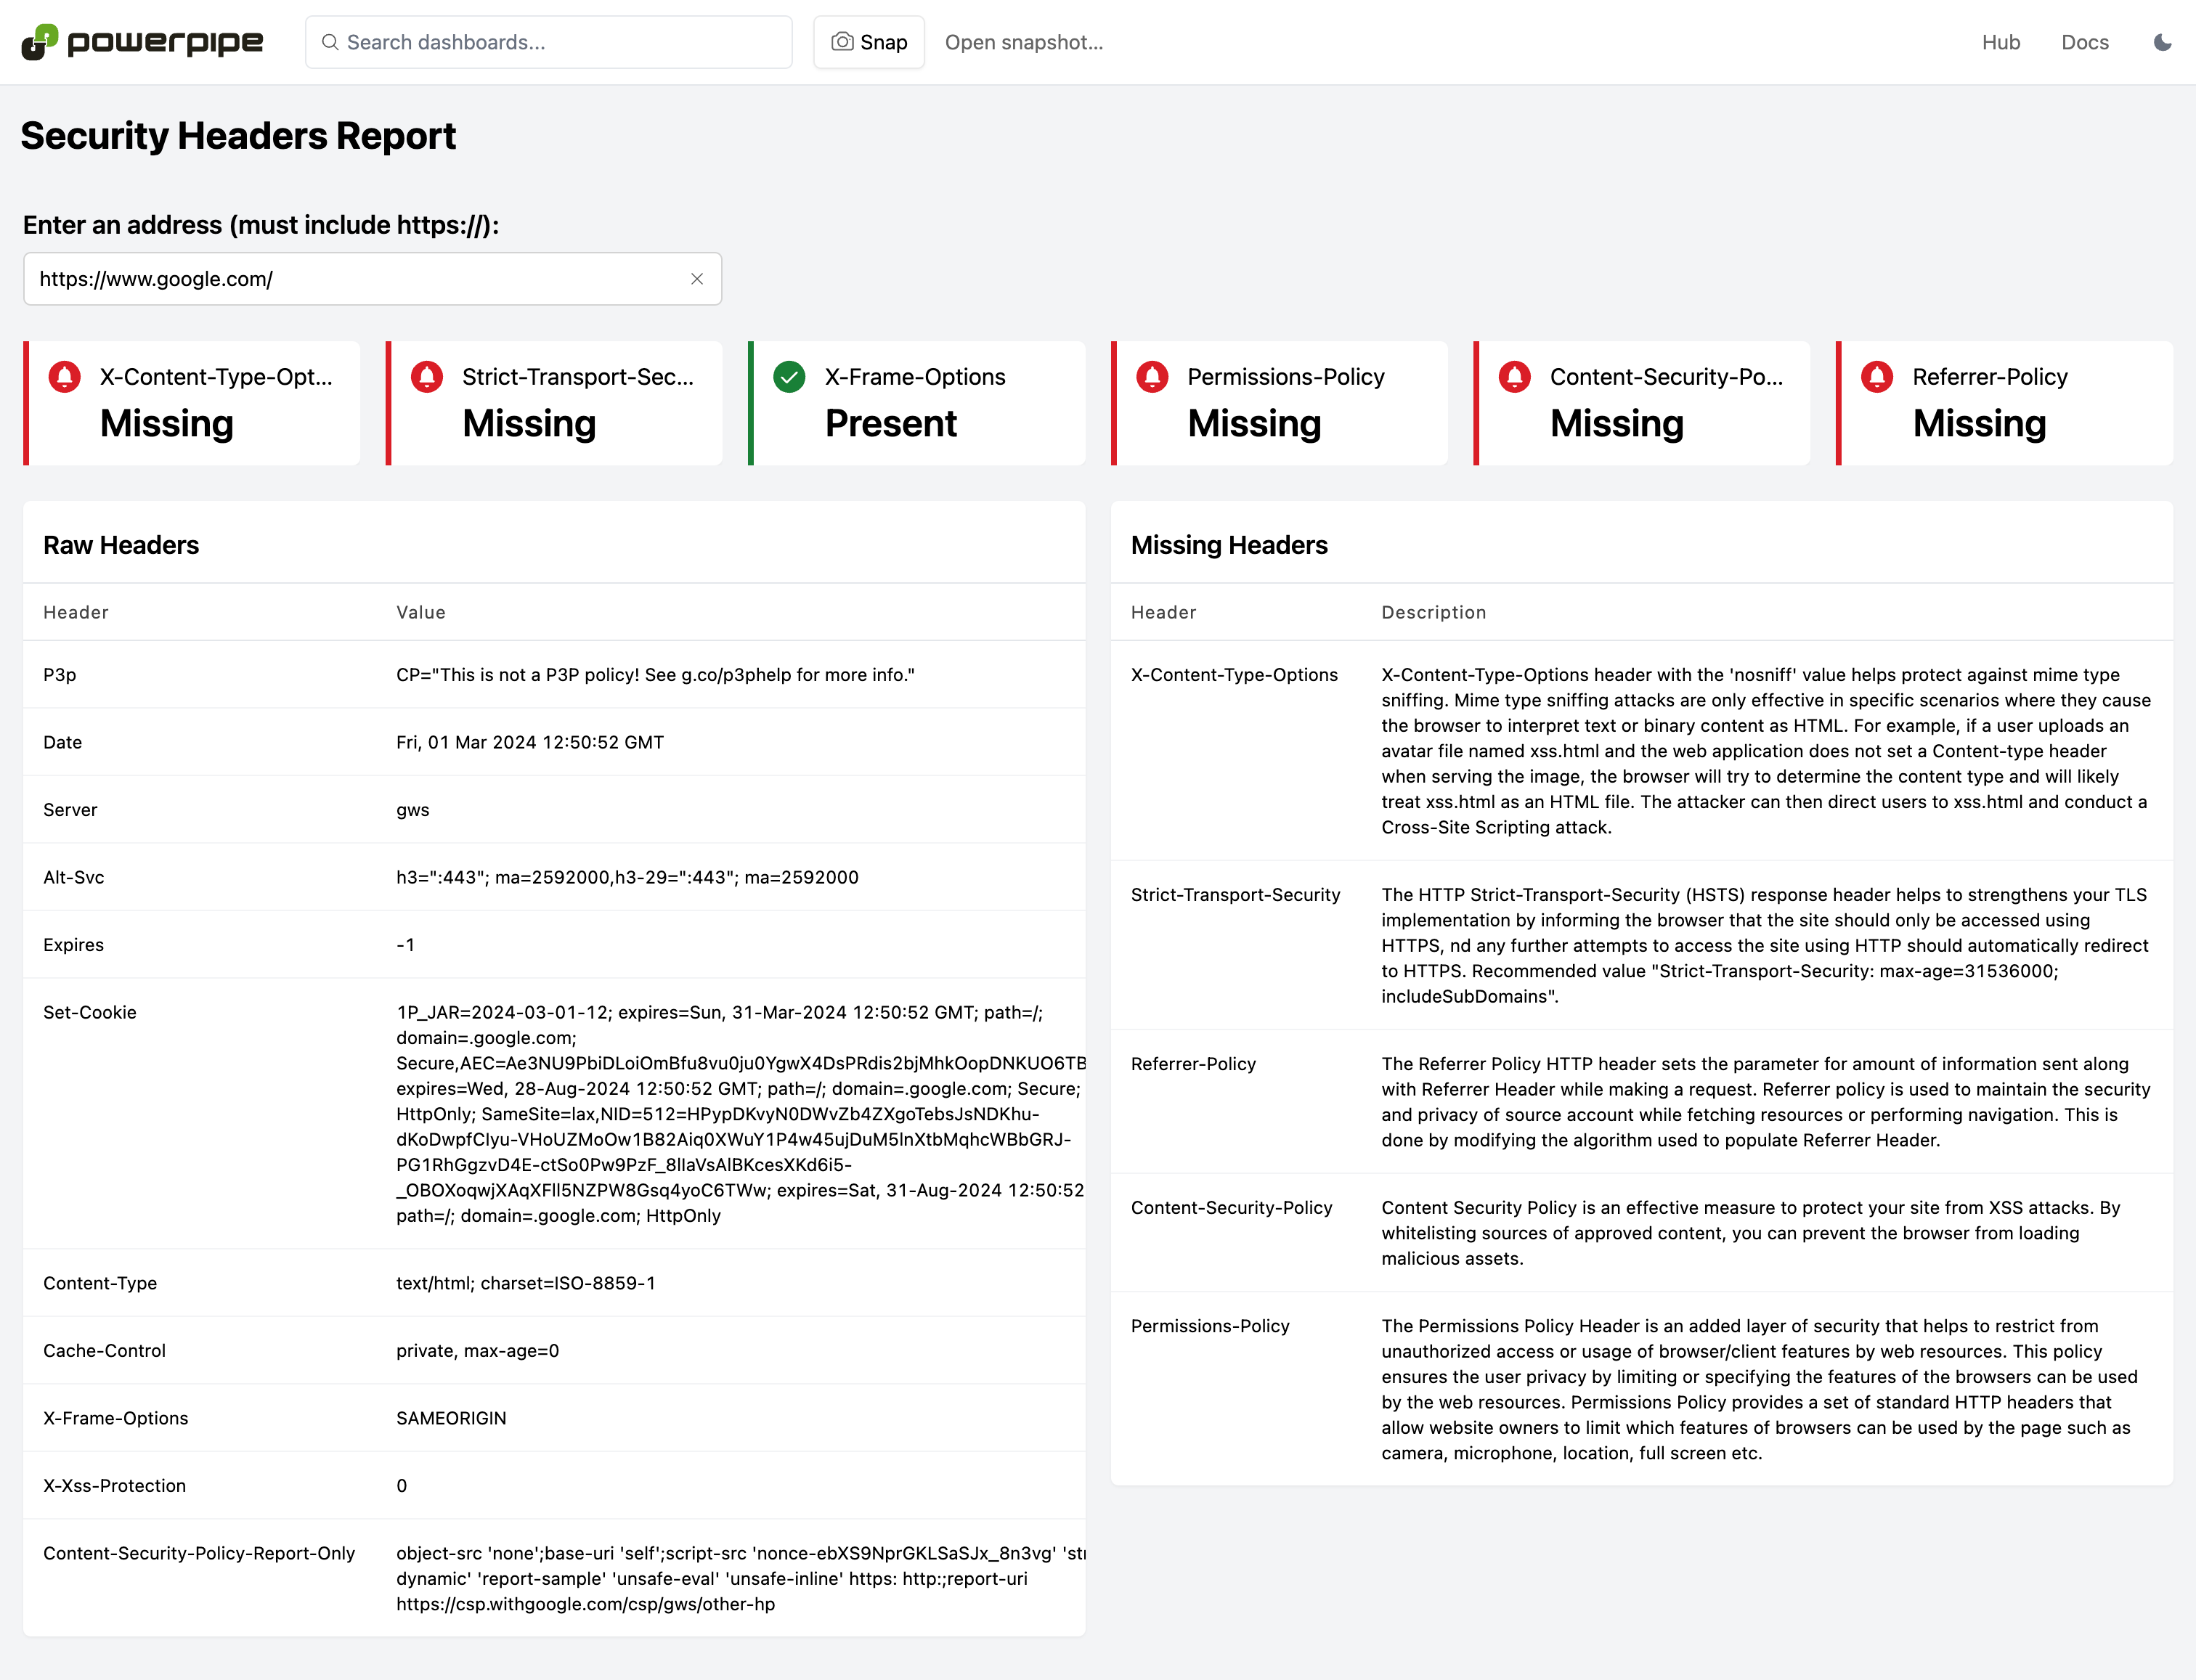 powerpipe
Search dashboards...
Snap
Open snapshot...
Hub
Docs
Security Headers Report
Enter an address (must include https://):
https://www.google.com/
X-Content-Type-Opt...
Missing
Strict-Transport-Sec...
Missing
X-Frame-Options
Present
Permissions-Policy
Missing
Content-Security-Po...
Missing
Referrer-Policy
Missing
Raw Headers
Header Value
P3p CP="This is not a P3P policy! See g.co/p3phelp for more info."
Date Fri, 01 Mar 2024 12:50:52 GMT
Server gws
Alt-Svc h3=":443"; ma=2592000,h3-29=":443"; ma=2592000
Expires -1
Set-Cookie 1P_JAR=2024-03-01-12; expires=Sun, 31-Mar-2024 12:50:52 GMT; path=/;
domain=.google.com;
Secure,AEC=Ae3NU9PbiDLoiOmBfu8vu0ju0YgwX4DsPRdis2bjMhkOopDNKUO6TB
expires=Wed, 28-Aug-2024 12:50:52 GMT; path=/; domain=.google.com; Secure;
HttpOnly; SameSite=lax,NID=512=HPypDKvyN0DWvZb4ZXgoTebsJsNDKhu-
dKoDwpfCIyu-VHoUZMoOw1B82Aiq0XWuY1P4w45ujDuM5lnXtbMqhcWBbGRJ-
PG1RhGgzvD4E-ctSo0Pw9PzF_8llaVsAlBKcesXKd6i5-
_OBOXoqwjXAqXFll5NZPW8Gsq4yoC6TWw; expires=Sat, 31-Aug-2024 12:50:52
path=/; domain=.google.com; HttpOnly
Content-Type text/html; charset=ISO-8859-1
Cache-Control private, max-age=0
X-Frame-Options SAMEORIGIN
X-Xss-Protection 0
Content-Security-Policy-Report-Only object-src 'none';base-uri 'self';script-src 'nonce-ebXS9NprGKLSaSJx_8n3vg' 'str
dynamic' 'report-sample' 'unsafe-eval' 'unsafe-inline' https: http:;report-uri
https://csp.withgoogle.com/csp/gws/other-hp
Missing Headers
Header Description
X-Content-Type-Options X-Content-Type-Options header with the 'nosniff' value helps protect against mime type
sniffing. Mime type sniffing attacks are only effective in specific scenarios where they cause
the browser to interpret text or binary content as HTML. For example, if a user uploads an
avatar file named xss.html and the web application does not set a Content-type header
when serving the image, the browser will try to determine the content type and will likely
treat xss.html as an HTML file. The attacker can then direct users to xss.html and conduct a
Cross-Site Scripting attack.
Strict-Transport-Security The HTTP Strict-Transport-Security (HSTS) response header helps to strengthens your TLS
implementation by informing the browser that the site should only be accessed using
HTTPS, nd any further attempts to access the site using HTTP should automatically redirect
to HTTPS. Recommended value "Strict-Transport-Security: max-age=31536000;
includeSubDomains".
Referrer-Policy The Referrer Policy HTTP header sets the parameter for amount of information sent along
with Referrer Header while making a request. Referrer policy is used to maintain the security
and privacy of source account while fetching resources or performing navigation. This is
done by modifying the algorithm used to populate Referrer Header.
Content-Security-Policy Content Security Policy is an effective measure to protect your site from XSS attacks. By
whitelisting sources of approved content, you can prevent the browser from loading
malicious assets.
Permissions-Policy The Permissions Policy Header is an added layer of security that helps to restrict from
unauthorized access or usage of browser/client features by web resources. This policy
ensures the user privacy by limiting or specifying the features of the browsers can be used
by the web resources. Permissions Policy provides a set of standard HTTP headers that
allow website owners to limit which features of browsers can be used by the page such as
camera, microphone, location, full screen etc.